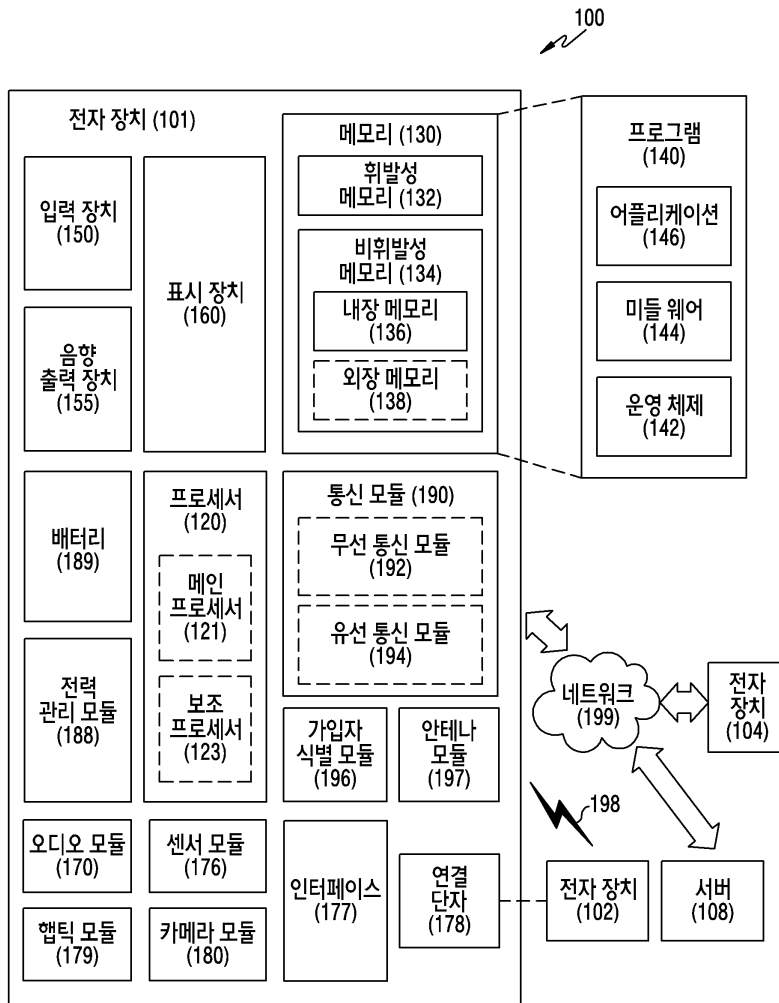 100
전자 장치 (101)
입력 장치
(150)
표시 장치
(160)
음향
출력 장치
(155)
메모리 (130)
휘발성
메모리 (132)
비휘발성
메모리 (134)
내장 메모리
(136)
외장 메모리
(138)
프로그램
(140)
어플리케이션
(146)
미들 웨어
(144)
운영 체제
(142)
배터리
(189)
프로세서
(120)
메인
프로세서
(121)
보조
프로세서
(123)
전력
관리 모듈
(188)
통신 모듈 (190)
무선 통신 모듈
(192)
유선 통신 모듈
(194)
가입자
식별 모듈
(196)
안테나
모듈
(197)
네트워크
(199)
전자
장치
(104)
198
오디오 모듈
(170)
센서 모듈
(176)
인터페이스
(177)
연결
단자
(178)
전자 장치
(102)
서버
(108)
햅틱 모듈
(179)
카메라 모듈
(180)